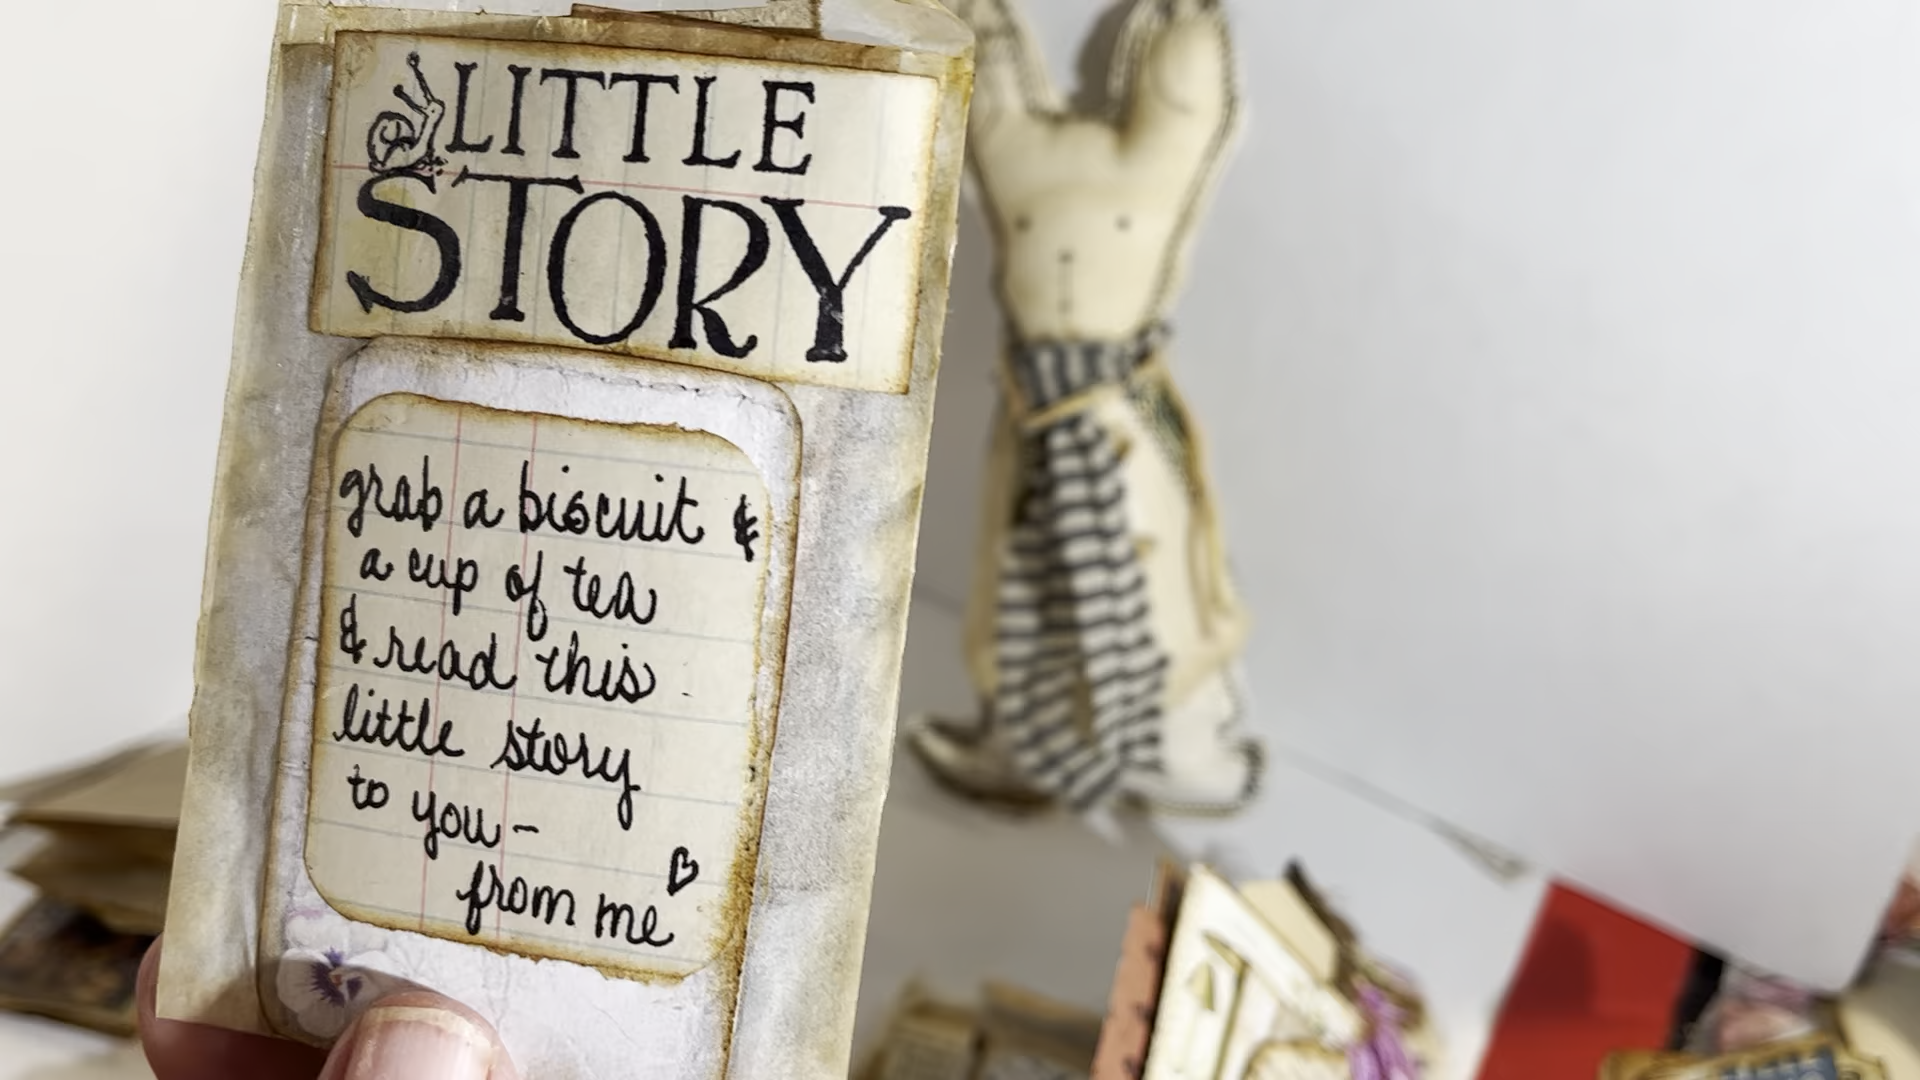 LITTLE
STORY
grab a biscuit &
a cup of tea
& read this
little story
to you-
from me